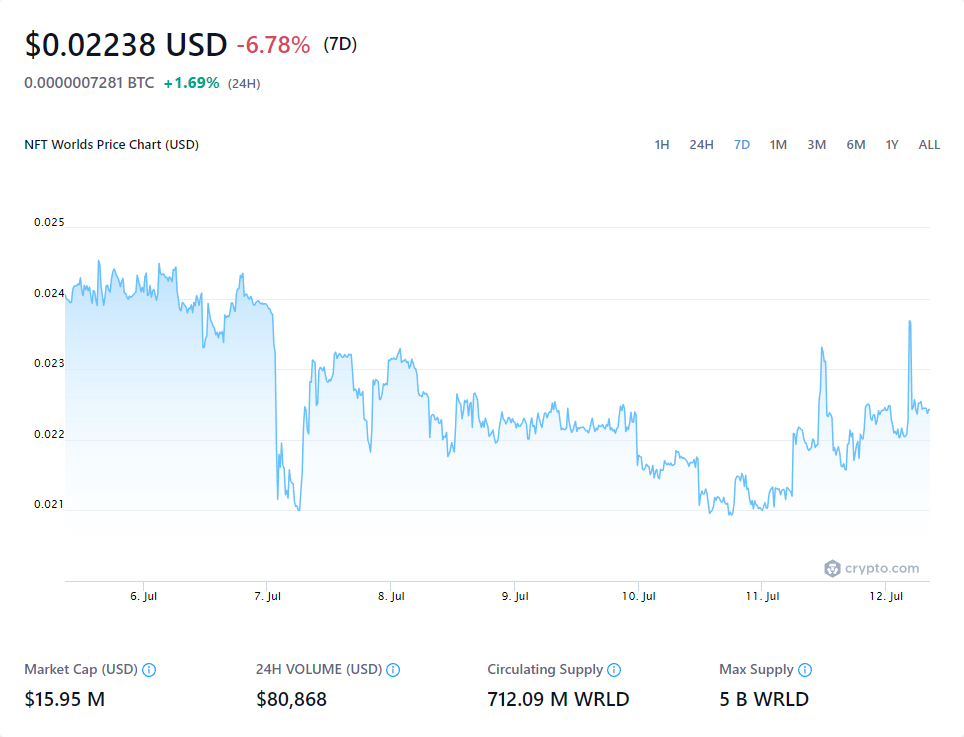 $0.02238 USD -6.78% (7D)
0.0000007281 BTC +1.69% (24H)
NFT Worlds Price Chart (USD)
1H 24H 7D 1M 3M 6M 1Y ALL
0.025
0.024
0.023
0.022
0.021
crypto.com
6. Jul 7. Jul 8. Jul 9. Jul 10. Jul 11. Jul 12. Jul
Market Cap (USD) 24H VOLUME (USD) Circulating Supply Max Supply
$15.95 M $80,868 712.09 M WRLD 5 B WRLD